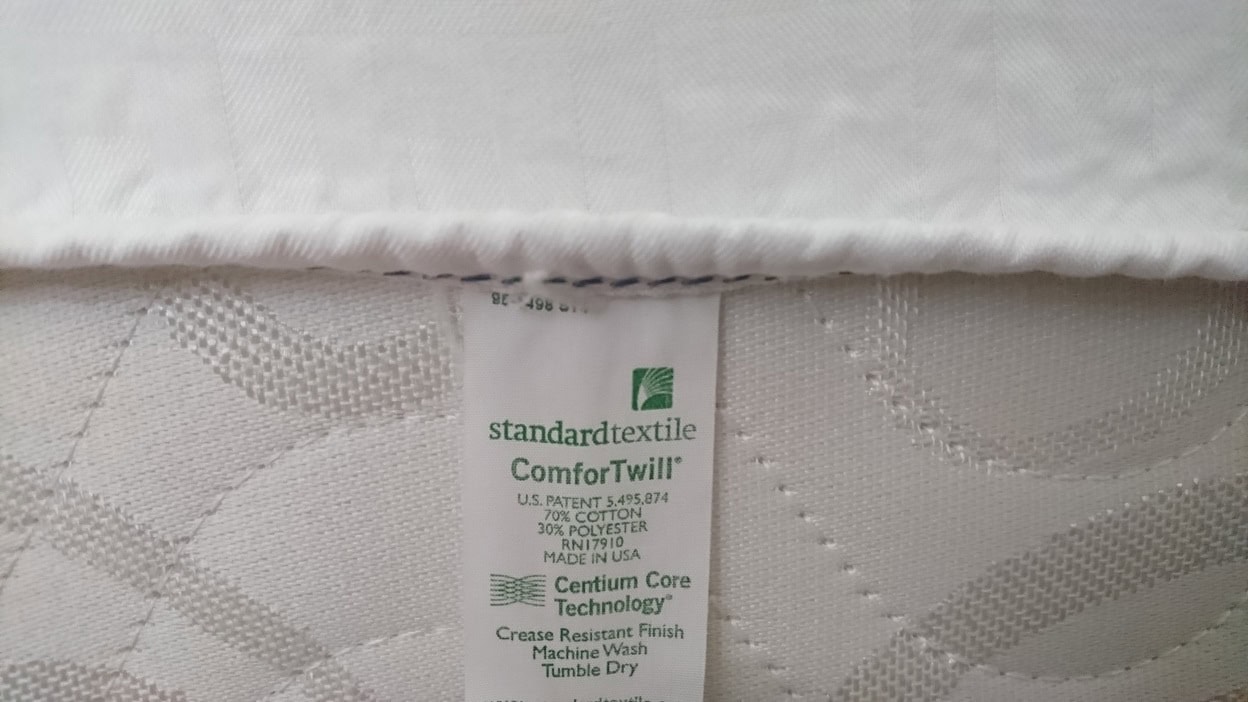 standardtextile
ComforTwill®
U.S. PATENT 5,495,874
70% COTTON
30% POLYESTER
RN17910
MADE IN USA
Centium Core
Technology®
Crease Resistant Finish
Machine Wash
Tumble Dry